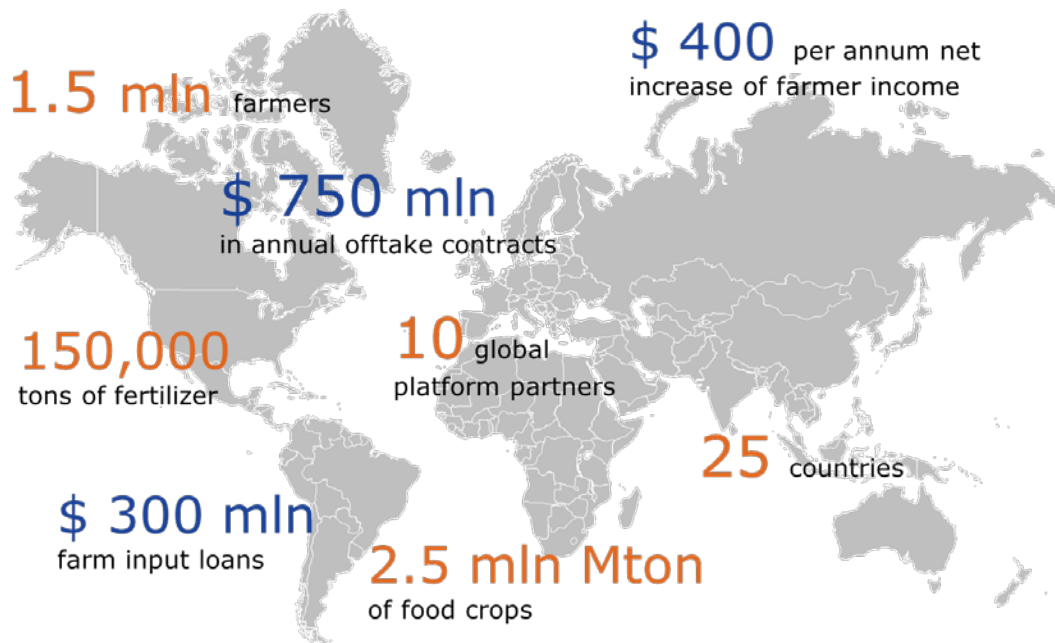 $ 400 per annum net
increase of farmer income
1.5 mln farmers
$ 750 mln
in annual offtake contracts
150,000
tons of fertilizer
10 global
platform partners
25 countries
$ 300 mln
farm input loans
2.5 mln Mton
of food crops